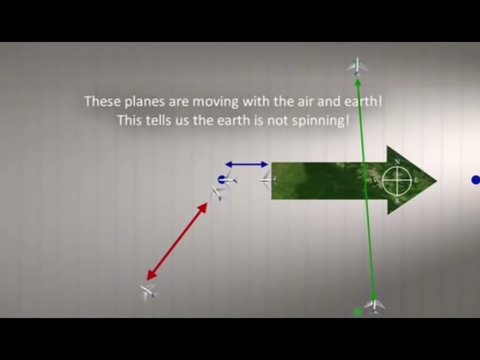 These planes are moving with the air and earth!
This tells us the earth is not spinning!
N
W
E